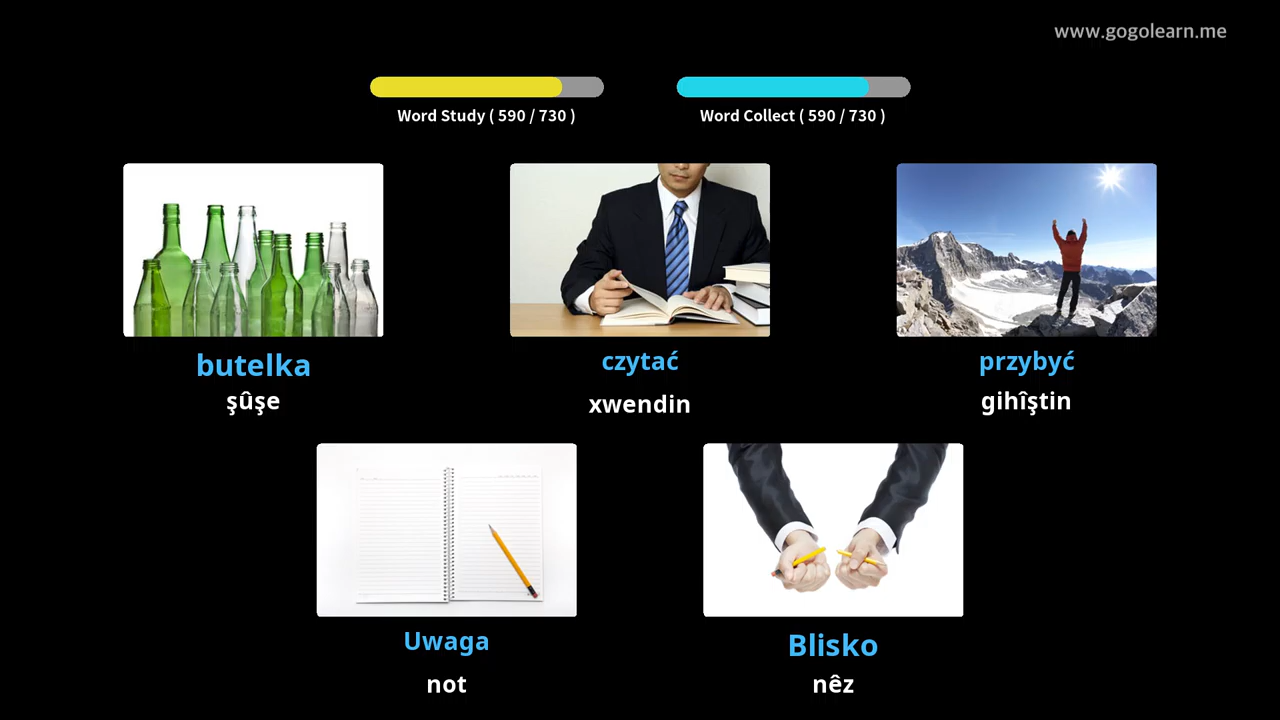 www.gogolearn.me
Word Study ( 590 / 730 )
Word Collect ( 590 / 730 )
butelka
şûşe
czytać
xwendin
przybyć
gihîştin
Uwaga
not
Blisko
nêz